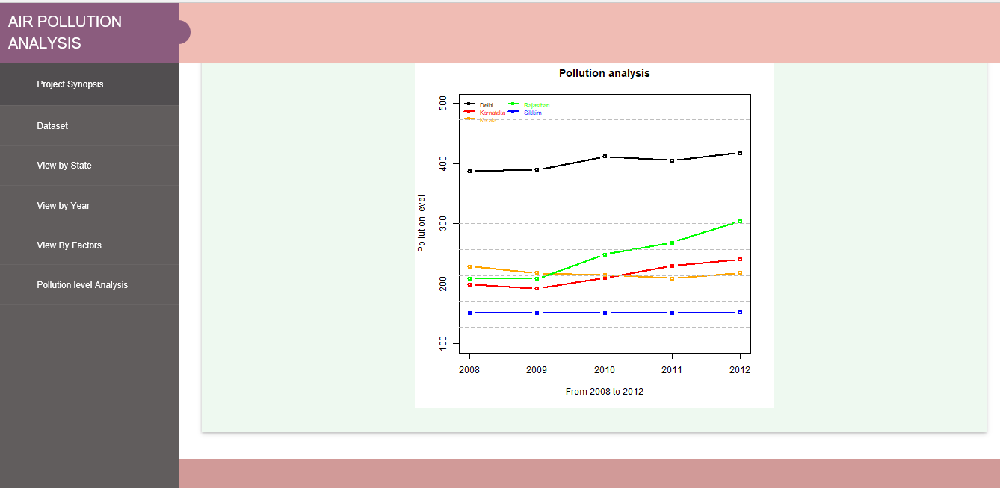 AIR POLLUTION
ANALYSIS
Project Synopsis
Dataset
View by State
View by Year
View By Factors
Pollution level Analysis
Pollution analysis
Delhi
Karnataka
Kerala
Rajasthan
Sikkim
Pollution level
500
400
300
200
100
2008 2009 2010 2011 2012
From 2008 to 2012